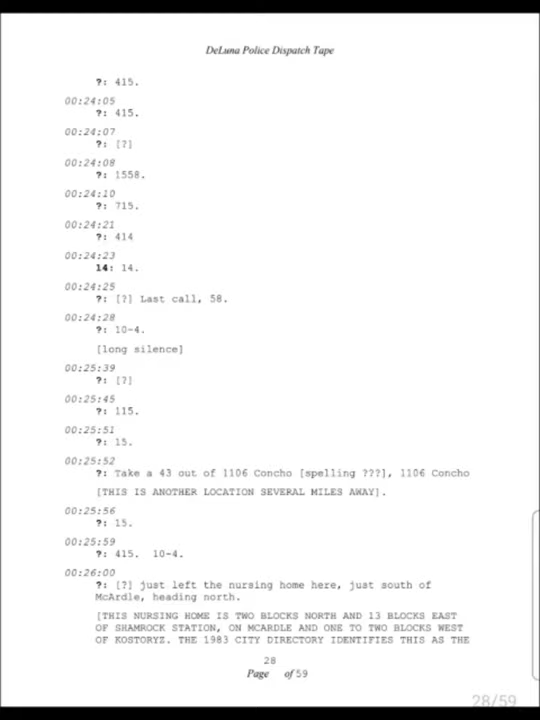 DeLuna Police Dispatch Tape
?: 415.
00:24:05
?: 415.
00:24:07
?: [?]
00:24:08
?: 1558.
00:24:10
?: 715.
00:24:21
?: 414
00:24:23
14: 14.
00:24:25
?: [?] Last call, 58.
00:24:28
?: 10-4.
[long silence]
00:25:39
?: [?]
00:25:45
?: 115.
00:25:51
?: 15.
00:25:52
?: Take a 43 out of 1106 Concho [spelling ???], 1106 Concho
[THIS IS ANOTHER LOCATION SEVERAL MILES AWAY].
00:25:56
?: 15.
00:25:59
?: 415. 10-4.
00:26:00
?: [?] just left the nursing home here, just south of
McArdle, heading north.
[THIS NURSING HOME IS TWO BLOCKS NORTH AND 13 BLOCKS EAST
OF SHAMROCK STATION, ON MCARDLE AND ONE TO TWO BLOCKS WEST
OF KOSTORYZ. THE 1983 CITY DIRECTORY IDENTIFIES THIS AS THE
28
Page of 59
28/59